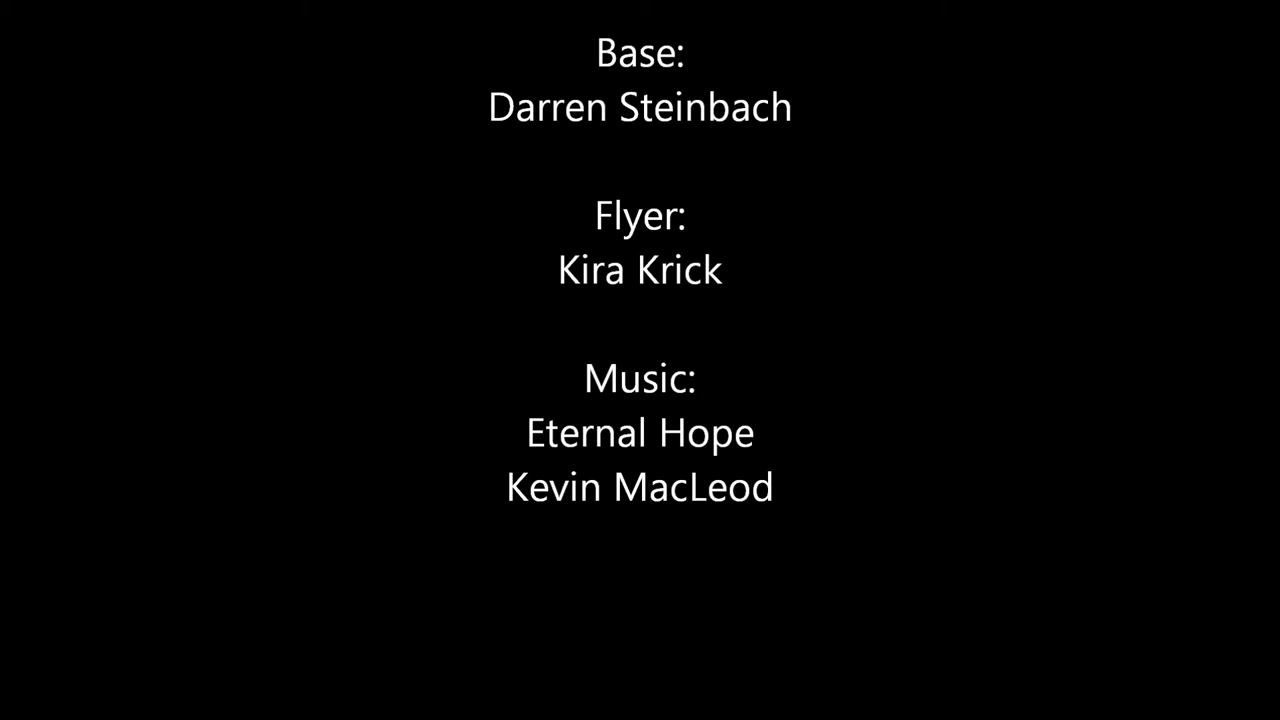 Base:
Darren Steinbach
Flyer:
Kira Krick
Music:
Eternal Hope
Kevin MacLeod